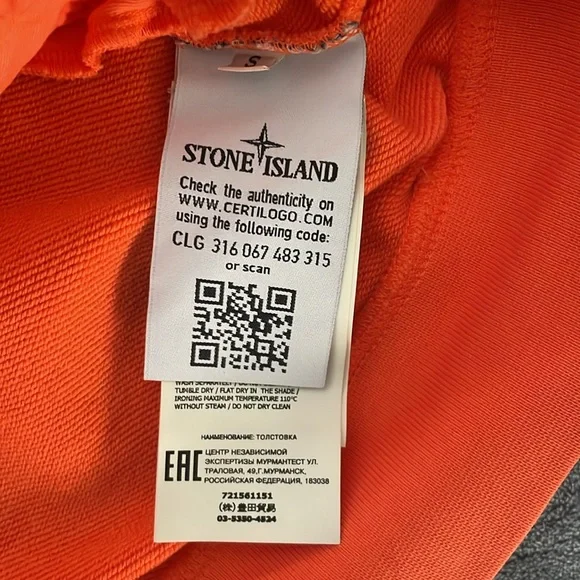 S
STONE ISLAND
Check the authenticity on
WWW.CERTILOGO.COM
using the following code:
CLG 316 067 483 315
or scan
WASH SEPARATELY /
TUMBLE DRY / FLAT DRY IN THE SHADE /
IRONING MAXIMUM TEMPERATURE 110°C
WITHOUT STEAM / DO NOT DRY CLEAN
НАИМЕНОВАНИЕ: ТОЛСТОВКА
EAC
ЦЕНТР НЕЗАВИСИМОЙ
ЭКСПЕРТИЗЫ МУРМАНТЕСТ УЛ.
ТРАЛОВАЯ, 49,Г.МУРМАНСК,
РОССИЙСКАЯ ФЕДЕРАЦИЯ, 183038
721561151
(株)豊田貿易
03-5350-4524